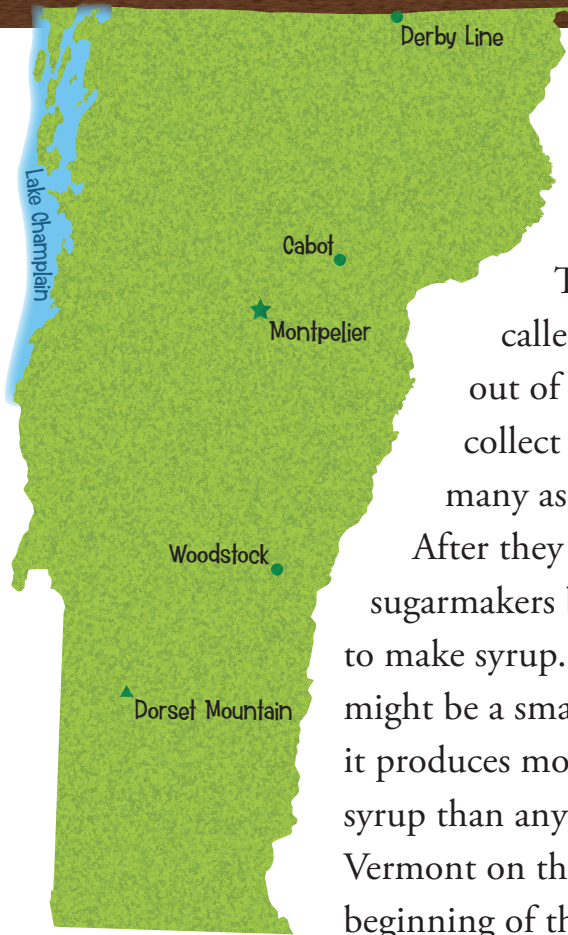 Derby Line
Lake Champlain
Cabot
Montpelier
Woodstock
Dorset Mountain
calle
out of
collect
many as
After they
sugarmakers
to make syrup.
might be a sma
it produces mo
syrup than any
Vermont on th
beginning of th